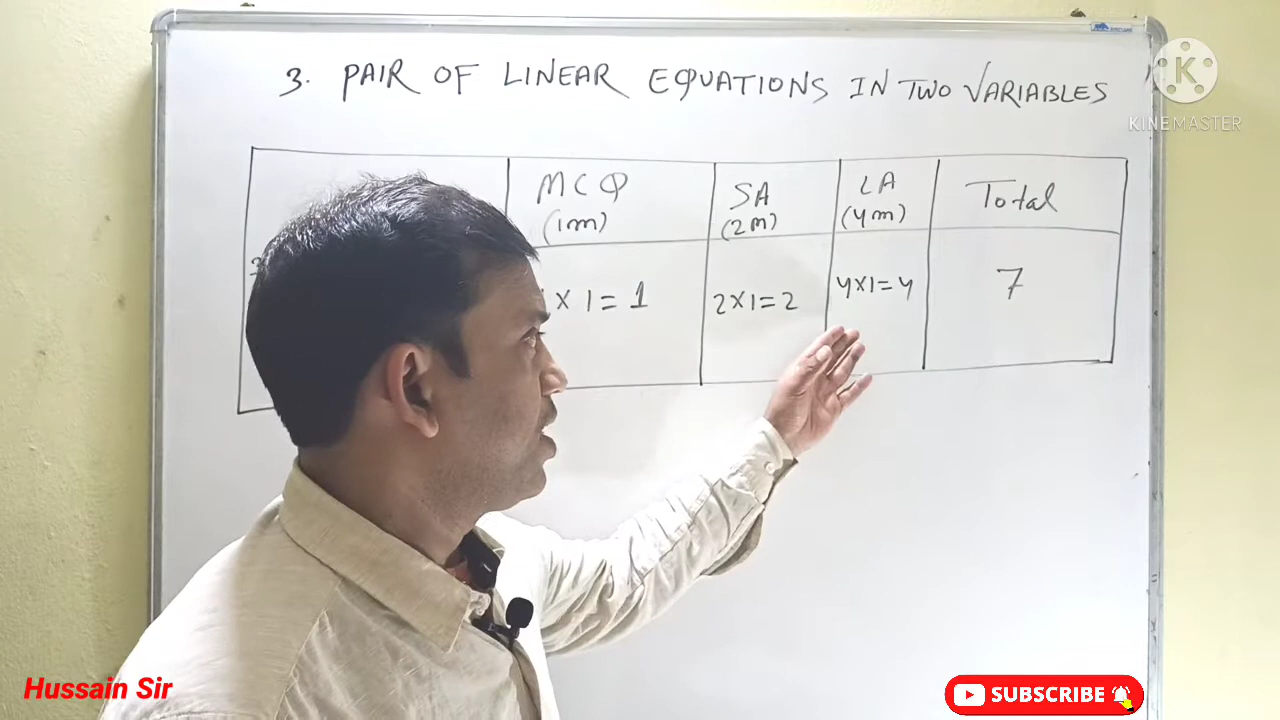 3. PAIR OF LINEAR EQUATIONS IN TWO VARIABLES
K
KINEMASTER
MCQ SA LA Total
(1m) (2M) (4m)
X 1 = 1 2X1=2 4X1=4 7
Hussain Sir
SUBSCRIBE